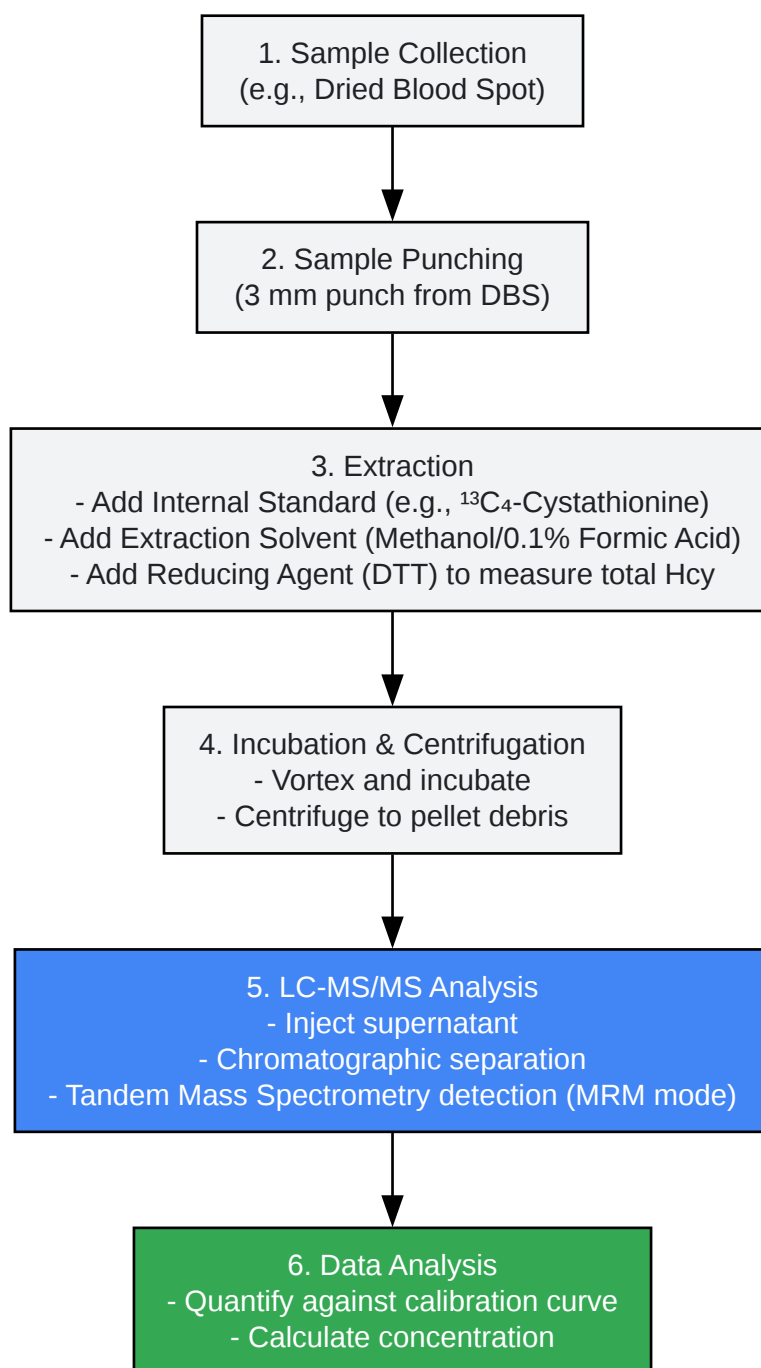 1. Sample Collection
(e.g., Dried Blood Spot)
2. Sample Punching
(3 mm punch from DBS)
3. Extraction
- Add Internal Standard (e.g., ¹³C₄-Cystathionine)
- Add Extraction Solvent (Methanol/0.1% Formic Acid)
- Add Reducing Agent (DTT) to measure total Hcy
4. Incubation & Centrifugation
- Vortex and incubate
- Centrifuge to pellet debris
5. LC-MS/MS Analysis
- Inject supernatant
- Chromatographic separation
- Tandem Mass Spectrometry detection (MRM mode)
6. Data Analysis
- Quantify against calibration curve
- Calculate concentration